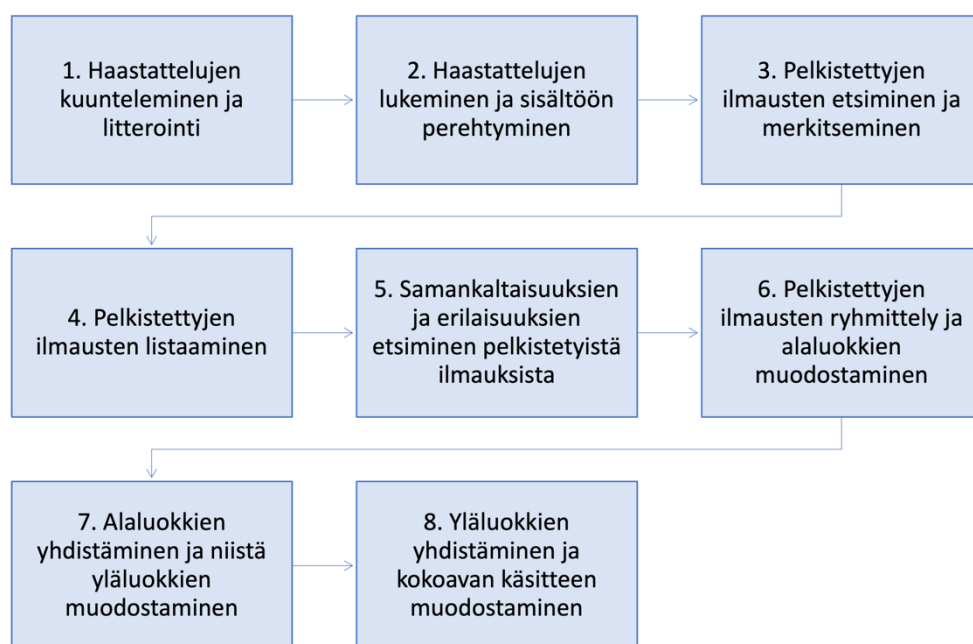 1. Haastattelujen
kuunteleminen ja
litterointi
2. Haastattelujen
lukeminen ja sisältöön
perehtyminen
3. Pelkistettyjen
ilmausten etsiminen ja
merkitseminen
4. Pelkistettyjen
ilmausten listaaminen
5. Samankaltaisuuksien
ja erilaisuuksien
etsiminen pelkistetyistä
ilmauksista
6. Pelkistettyjen
ilmausten ryhmittely ja
alaluokkien
muodostaminen
7. Alaluokkien
yhdistäminen ja niistä
yläluokkien
muodostaminen
8. Yläluokkien
yhdistäminen ja
kokoavan käsitteen
muodostaminen